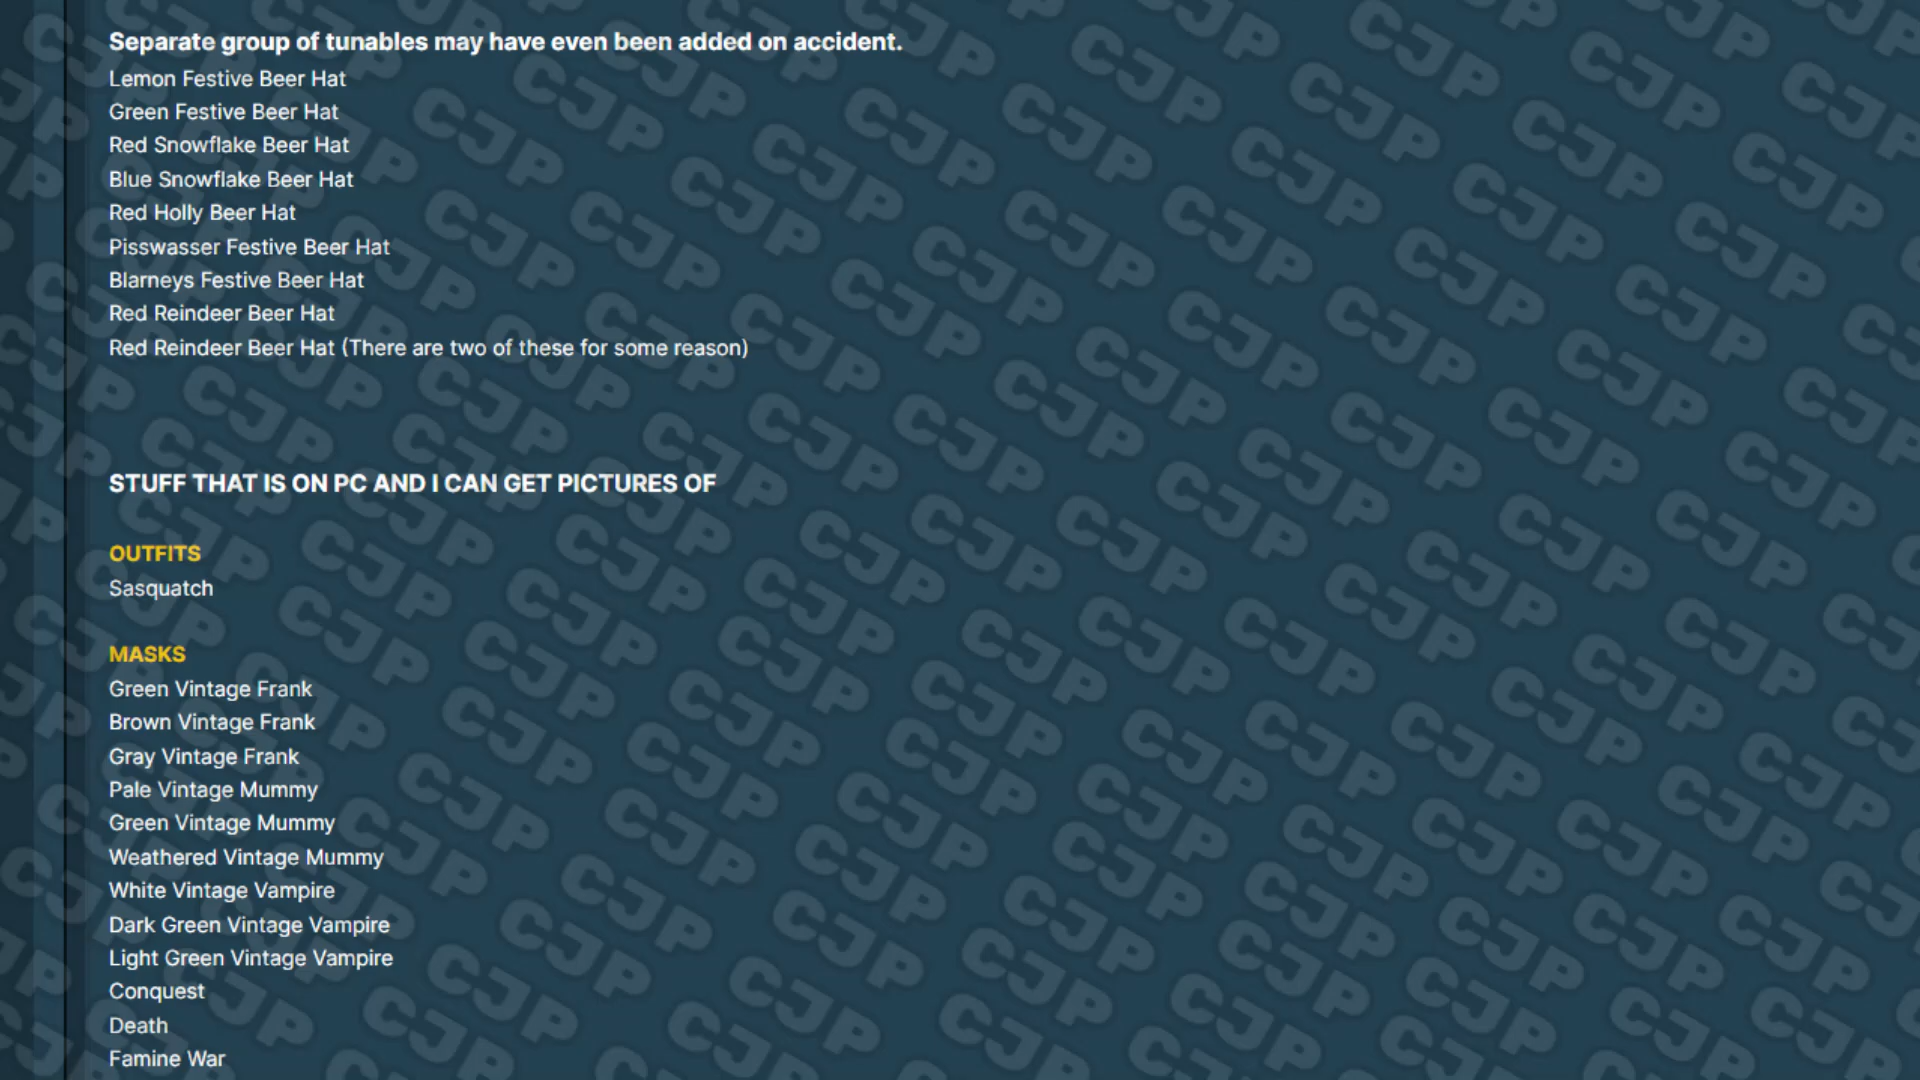 Separate group of tunables may have even been added on accident.
Lemon Festive Beer Hat
Green Festive Beer Hat
Red Snowflake Beer Hat
Blue Snowflake Beer Hat
Red Holly Beer Hat
Pisswasser Festive Beer Hat
Blarneys Festive Beer Hat
Red Reindeer Beer Hat
Red Reindeer Beer Hat (There are two of these for some reason)
STUFF THAT IS ON PC AND I CAN GET PICTURES OF
OUTFITS
Sasquatch
MASKS
Green Vintage Frank
Brown Vintage Frank
Gray Vintage Frank
Pale Vintage Mummy
Green Vintage Mummy
Weathered Vintage Mummy
White Vintage Vampire
Dark Green Vintage Vampire
Light Green Vintage Vampire
Conquest
Death
Famine War
CJP